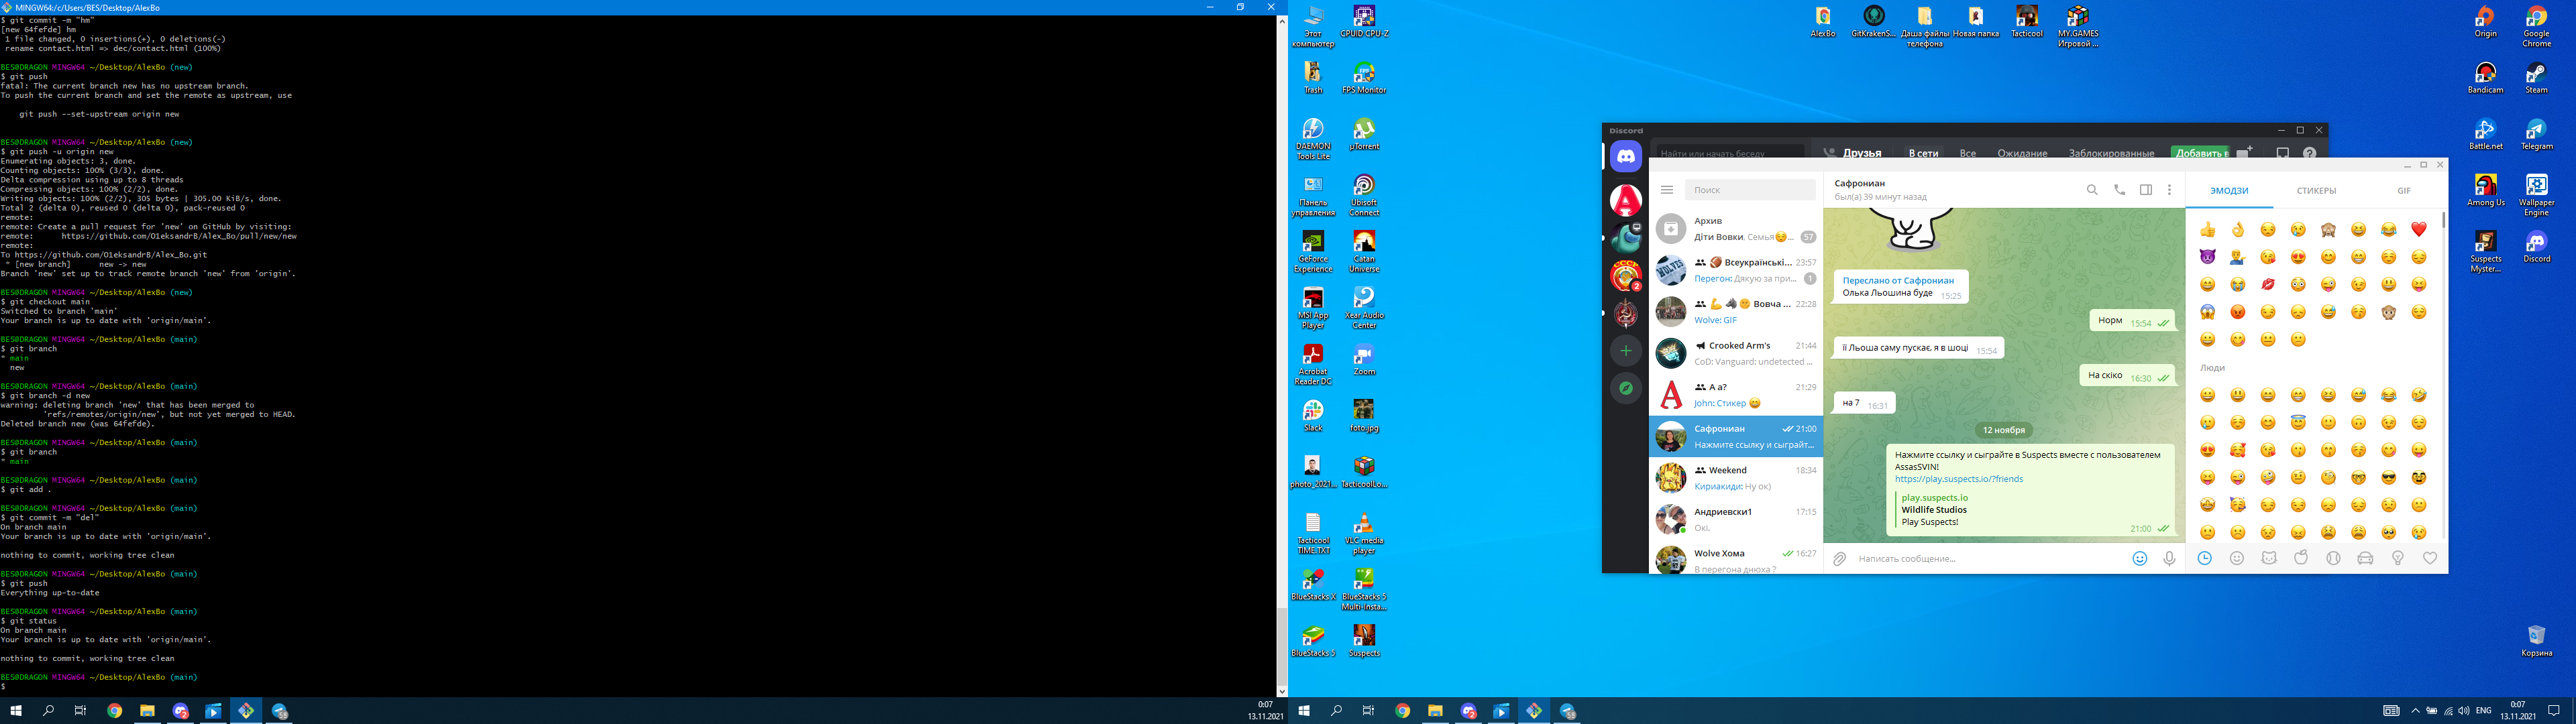 MINGW64:/c/Users/BES/Desktop/AlexBo
$ git commit -m "hm"
[new 64fefde] hm
1 file changed, 0 insertions(+), 0 deletions(-)
rename contact.html => dec/contact.html (100%)
BES@DRAGON MINGW64 ~/Desktop/AlexBo (new)
$ git push
fatal: The current branch new has no upstream branch.
To push the current branch and set the remote as upstream, use
git push --set-upstream origin new
BES@DRAGON MINGW64 ~/Desktop/AlexBo (new)
$ git push -u origin new
Enumerating objects: 3, done.
Counting objects: 100% (3/3), done.
Delta compression using up to 8 threads
Compressing objects: 100% (2/2), done.
Writing objects: 100% (2/2), 305 bytes | 305.00 KiB/s, done.
Total 2 (delta 0), reused 0 (delta 0), pack-reused 0
remote:
remote: Create a pull request for 'new' on GitHub by visiting:
remote:      https://github.com/OleksandrB/Alex_Bo/pull/new/new
remote:
To https://github.com/OleksandrB/Alex_Bo.git
* [new branch]      new -> new
Branch 'new' set up to track remote branch 'new' from 'origin'.
BES@DRAGON MINGW64 ~/Desktop/AlexBo (new)
$ git checkout main
Switched to branch 'main'
Your branch is up to date with 'origin/main'.
BES@DRAGON MINGW64 ~/Desktop/AlexBo (main)
$ git branch
* main
new
BES@DRAGON MINGW64 ~/Desktop/AlexBo (main)
$ git branch -d new
warning: deleting branch 'new' that has been merged to
'refs/remotes/origin/new', but not yet merged to HEAD.
Deleted branch new (was 64fefde).
BES@DRAGON MINGW64 ~/Desktop/AlexBo (main)
$ git branch
* main
BES@DRAGON MINGW64 ~/Desktop/AlexBo (main)
$ git add .
BES@DRAGON MINGW64 ~/Desktop/AlexBo (main)
$ git commit -m "del"
On branch main
Your branch is up to date with 'origin/main'.
nothing to commit, working tree clean
BES@DRAGON MINGW64 ~/Desktop/AlexBo (main)
$ git push
Everything up-to-date
BES@DRAGON MINGW64 ~/Desktop/AlexBo (main)
$ git status
On branch main
Your branch is up to date with 'origin/main'.
nothing to commit, working tree clean
BES@DRAGON MINGW64 ~/Desktop/AlexBo (main)
$
0:07
13.11.2021
Этот компьютер
CPUID CPU-Z
Trash
FPS Monitor
DAEMON Tools Lite
µTorrent
Панель управления
Ubisoft Connect
GeForce Experience
Catan Universe
MSI App Player
Xear Audio Center
Acrobat Reader DC
Zoom
Slack
foto.jpg
photo_2021...
TacticoolLo...
Tacticool TIME.TXT
VLC media player
BlueStacks X
BlueStacks 5 Multi-Insta...
BlueStacks 5
Suspects
AlexBo
GitKrakenS...
Даша файлы телефона
Новая папка
Tacticool
MY.GAMES Игровой ...
Origin
Google Chrome
Bandicam
Steam
Battle.net
Telegram
Among Us
Wallpaper Engine
Suspects Myster...
Discord
Корзина
Discord
Найти или начать беседу
Друзья
В сети
Все
Ожидание
Заблокированные
Добавить в
2
Поиск
Архив
Діти Вовки. Семья ... 57
Всеукраїнські... 23:57
Перегон: Дякую за при... 1
Вовча ... 22:28
Wolve: GIF
Crooked Arm's 21:44
CoD: Vanguard: undetected ...
А а? 21:29
John: Стикер
Сафрониан 21:00
Нажмите ссылку и сыграйт...
Weekend 18:34
Кириакиди: Ну ок)
Андриевски1 17:15
Окі.
Wolve Хома 16:27
В перегона днюха ?
Сафрониан
был(а) 39 минут назад
Переслано от Сафрониан
Олька Льошина буде 15:25
Норм 15:54
її Льоша саму пускає, я в шоці 15:54
На скіко 16:30
на 7 16:31
12 ноября
Нажмите ссылку и сыграйте в Suspects вместе с пользователем
AssasSVIN!
https://play.suspects.io/?friends
play.suspects.io
Wildlife Studios
Play Suspects!
21:00
Написать сообщение...
ЭМОДЗИ
СТИКЕРЫ
GIF
Люди
ENG
0:07
13.11.2021